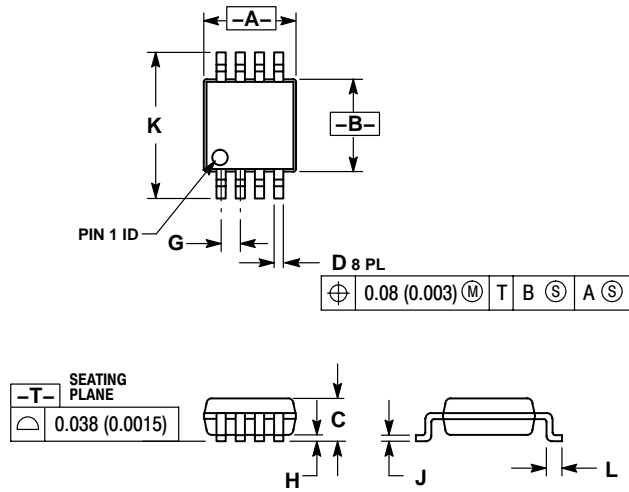 –A–
K
–B–
PIN 1 ID
G
D 8 PL
⌖ 0.08 (0.003) Ⓜ T B Ⓢ A Ⓢ
–T– SEATING
PLANE
⌓ 0.038 (0.0015)
C
H
J
L